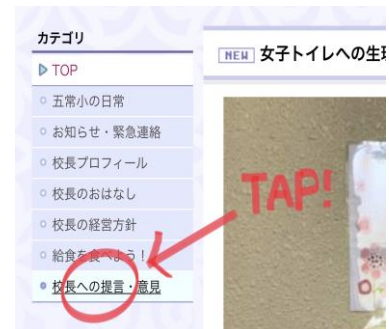 カテゴリ
TOP
五常小の日常
お知らせ・緊急連絡
校長プロフィール
校長のおはなし
校長の経営方針
給食を食べよう！
校長への提言・意見
NEW 女子トイレへの生理
TAP!